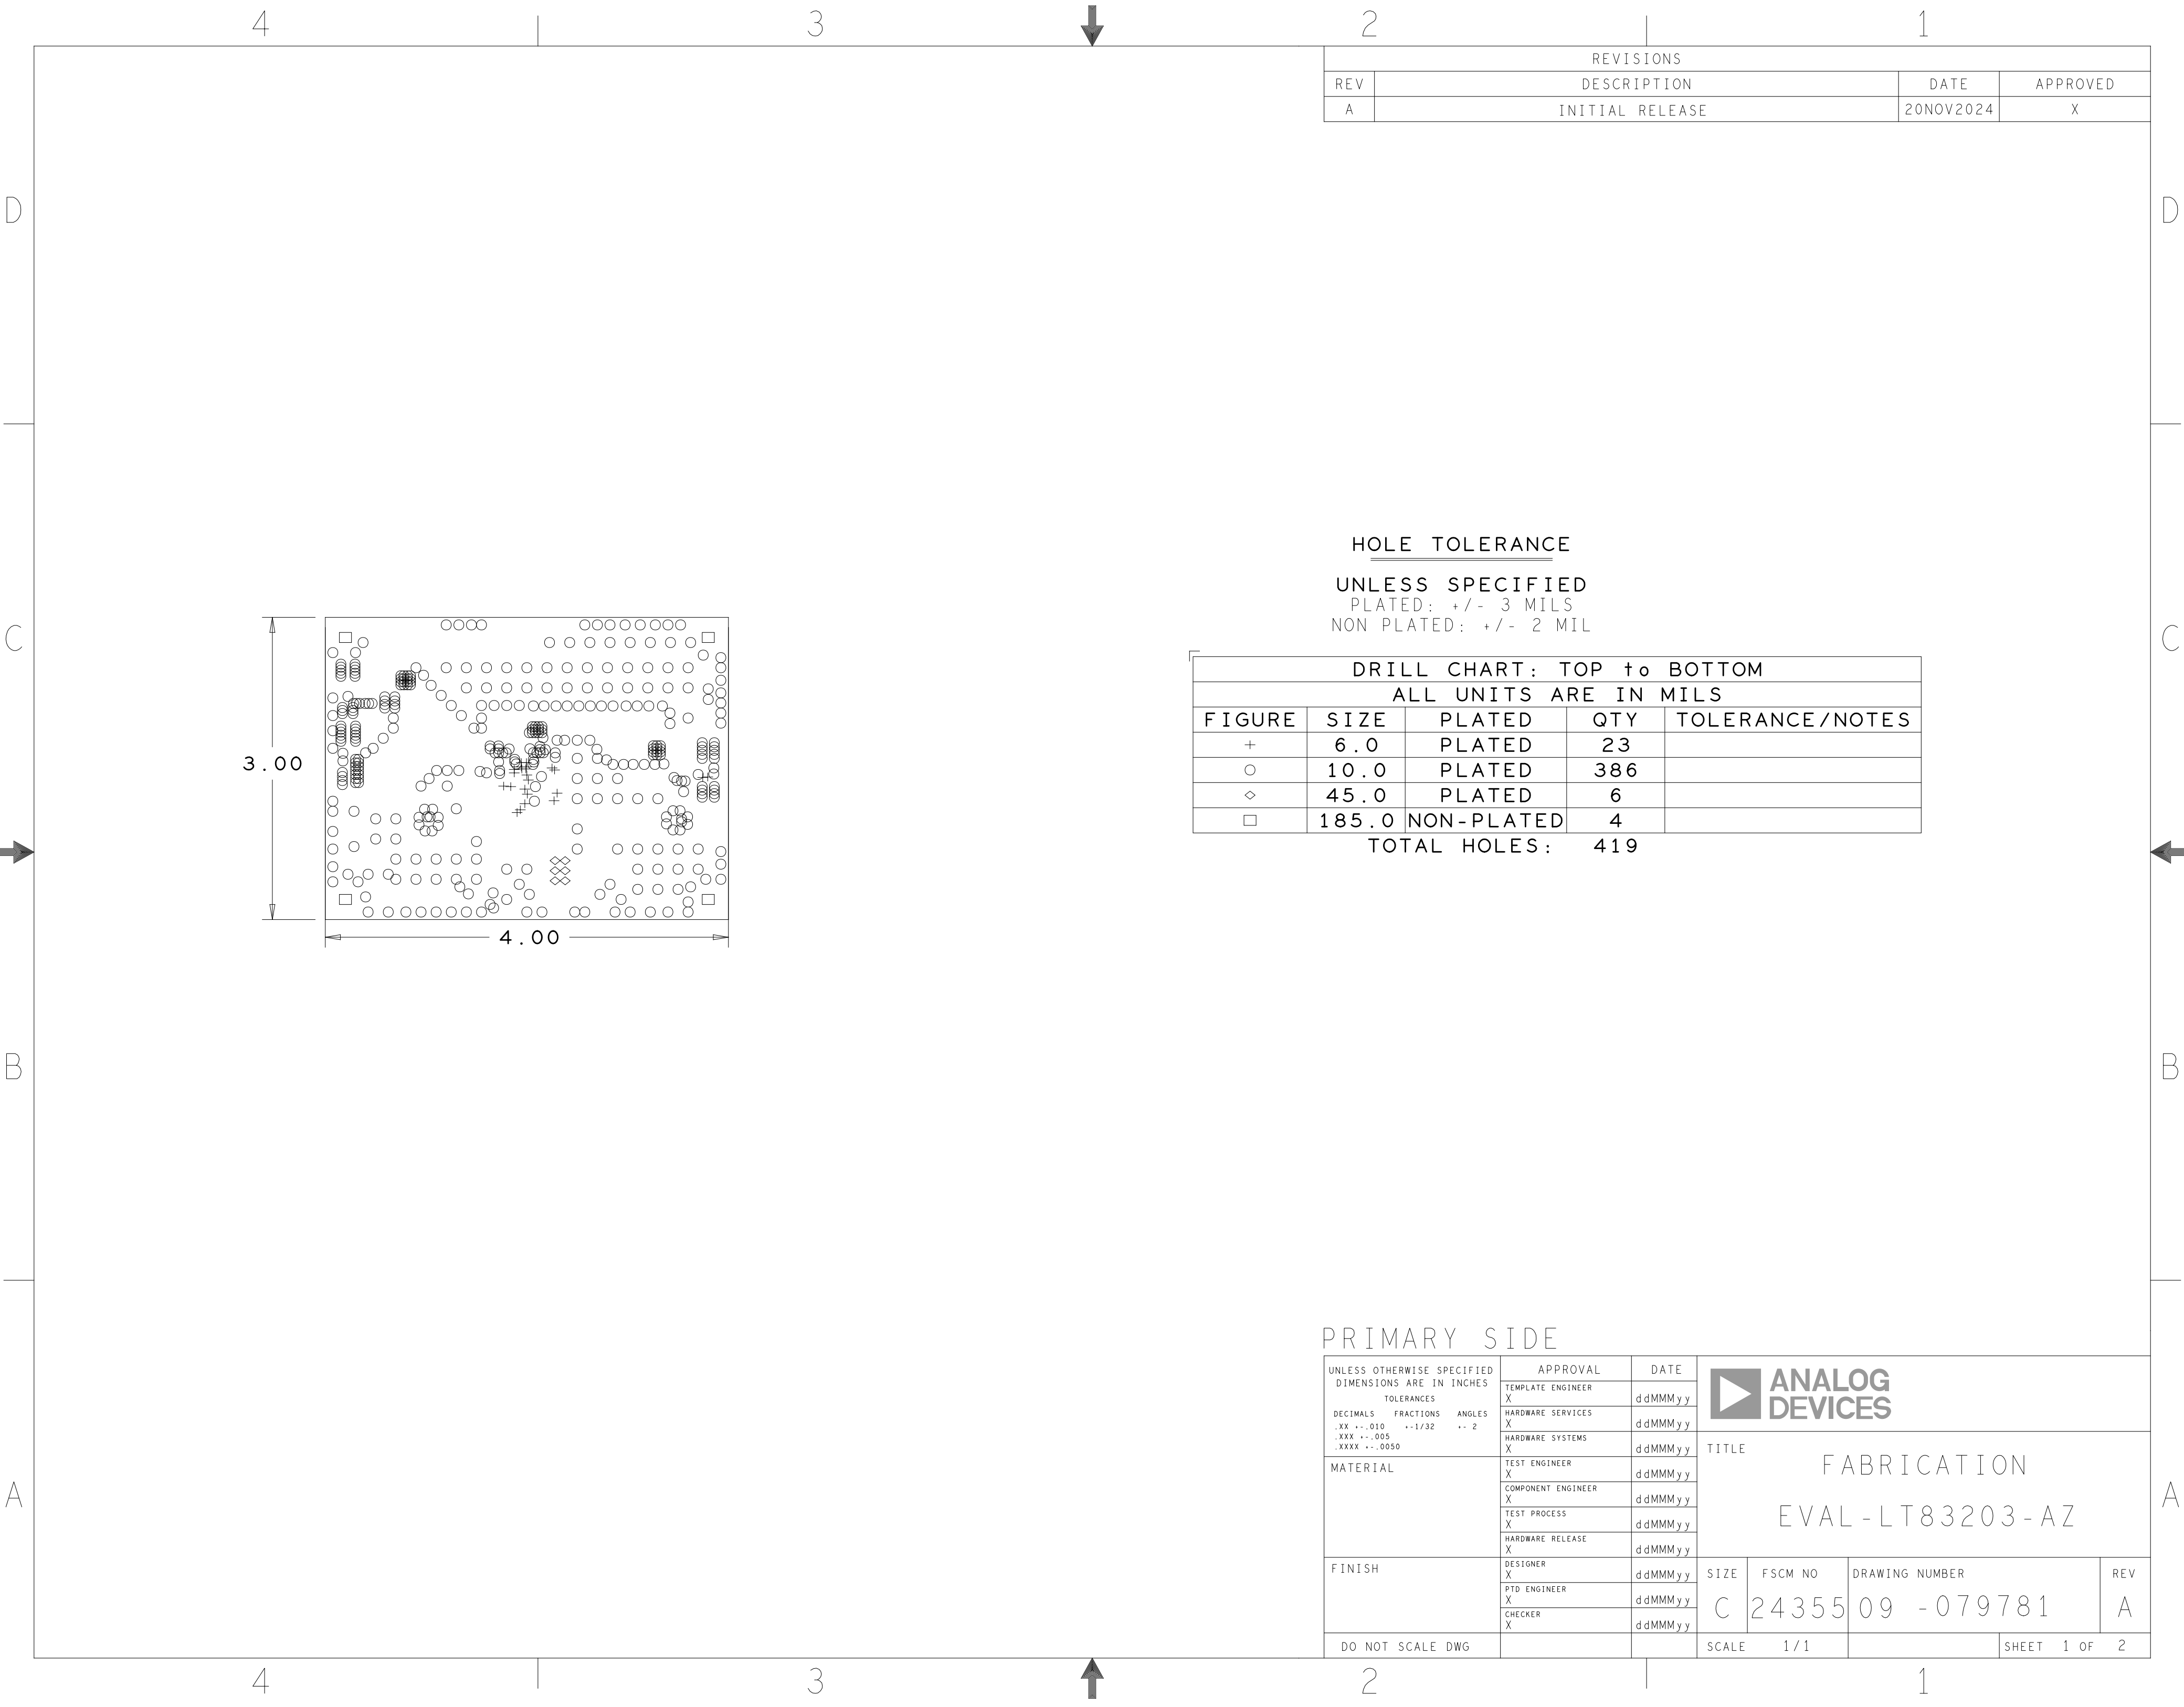 4 3 2 1
REVISIONS
REV DESCRIPTION DATE APPROVED
A INITIAL RELEASE 20NOV2024 X
D D
HOLE TOLERANCE
UNLESS SPECIFIED
PLATED: +/- 3 MILS
NON PLATED: +/- 2 MIL
C C
DRILL CHART: TOP to BOTTOM
ALL UNITS ARE IN MILS
FIGURE SIZE PLATED QTY TOLERANCE/NOTES
+ 6.0 PLATED 23
○ 10.0 PLATED 386
◇ 45.0 PLATED 6
□ 185.0 NON-PLATED 4
TOTAL HOLES: 419
3.00
4.00
B B
PRIMARY SIDE
UNLESS OTHERWISE SPECIFIED
DIMENSIONS ARE IN INCHES
TOLERANCES
DECIMALS FRACTIONS ANGLES
.XX +-.010 +-1/32 +- 2
.XXX +-.005
.XXXX +-.0050
MATERIAL
FINISH
DO NOT SCALE DWG
APPROVAL DATE
TEMPLATE ENGINEER
X ddMMMyy
HARDWARE SERVICES
X ddMMMyy
HARDWARE SYSTEMS
X ddMMMyy
TEST ENGINEER
X ddMMMyy
COMPONENT ENGINEER
X ddMMMyy
TEST PROCESS
X ddMMMyy
HARDWARE RELEASE
X ddMMMyy
DESIGNER
X ddMMMyy
PTD ENGINEER
X ddMMMyy
CHECKER
X ddMMMyy
ANALOG
DEVICES
TITLE
FABRICATION
EVAL-LT83203-AZ
SIZE FSCM NO DRAWING NUMBER REV
C 24355 09 -079781 A
SCALE 1/1 SHEET 1 OF 2
A A
4 3 2 1